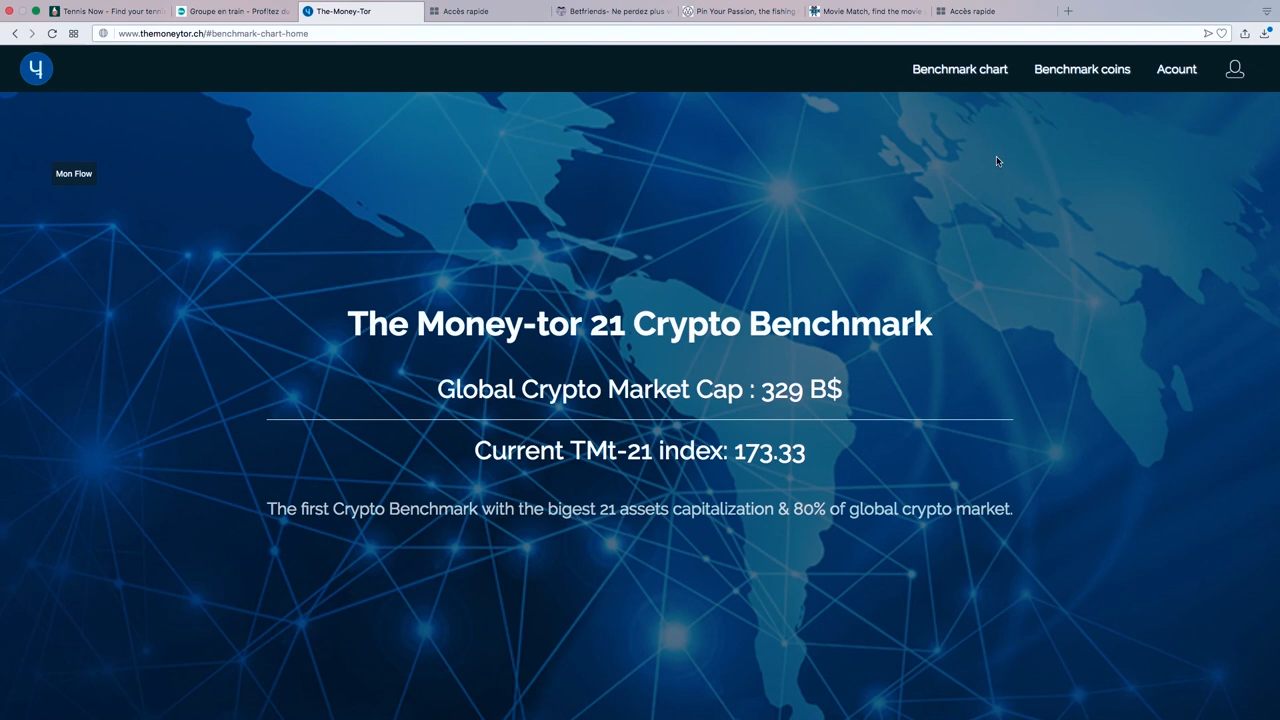 Tennis Now - Find your tenni
Groupe en train - Profitez du
The-Money-Tor
Accès rapide
Betfriends- Ne perdez plus v
Pin Your Passion, the fishing
Movie Match, find the movie
Accès rapide
www.themoneytor.ch/#benchmark-chart-home
Benchmark chart
Benchmark coins
Acount
Mon Flow
The Money-tor 21 Crypto Benchmark
Global Crypto Market Cap : 329 B$
Current TMt-21 index: 173.33
The first Crypto Benchmark with the bigest 21 assets capitalization & 80% of global crypto market.